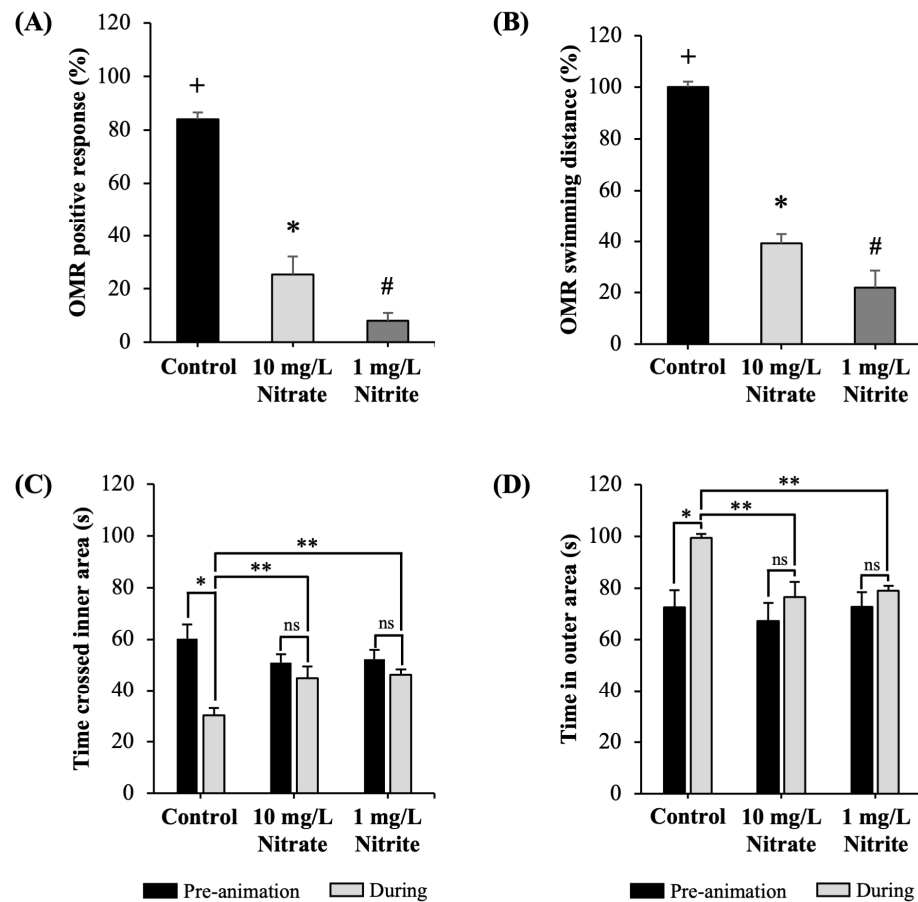 (A)
OMR positive response (%)
120
100
80
60
40
20
0
+
*
#
Control
10 mg/L
Nitrate
1 mg/L
Nitrite
(B)
OMR swimming distance (%)
120
100
80
60
40
20
0
+
*
#
Control
10 mg/L
Nitrate
1 mg/L
Nitrite
(C)
Time crossed inner area (s)
120
100
80
60
40
20
0
**
**
*
ns
ns
Control
10 mg/L
Nitrate
1 mg/L
Nitrite
Pre-animation
During
(D)
Time in outer area (s)
120
100
80
60
40
20
0
**
**
*
ns
ns
Control
10 mg/L
Nitrate
1 mg/L
Nitrite
Pre-animation
During